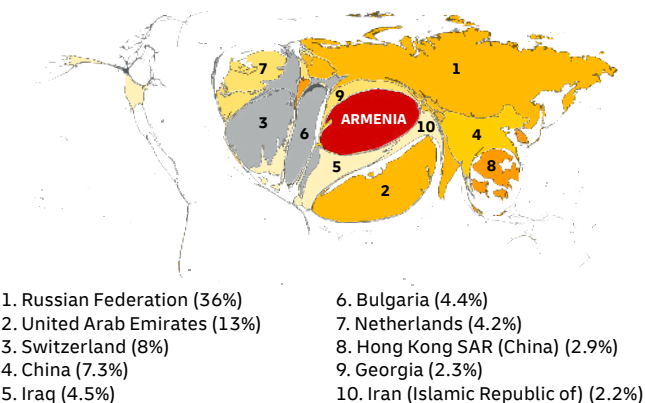 7
1
9
ARMENIA
3
6
10
4
5
8
2
1. Russian Federation (36%)
2. United Arab Emirates (13%)
3. Switzerland (8%)
4. China (7.3%)
5. Iraq (4.5%)
6. Bulgaria (4.4%)
7. Netherlands (4.2%)
8. Hong Kong SAR (China) (2.9%)
9. Georgia (2.3%)
10. Iran (Islamic Republic of) (2.2%)